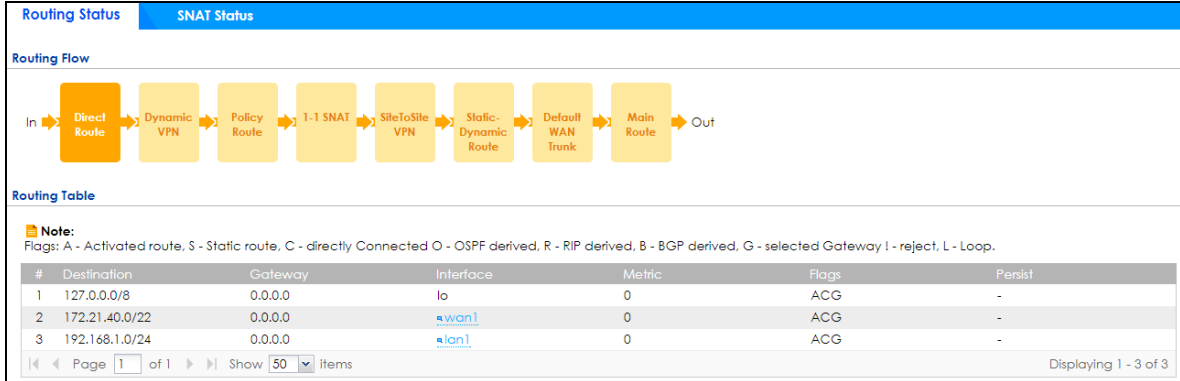 Routing Status SNAT Status
Routing Flow
In Direct Route Dynamic VPN Policy Route 1-1 SNAT SiteToSite VPN Static-Dynamic Route Default WAN Trunk Main Route Out
Routing Table
Note:
Flags: A - Activated route, S - Static route, C - directly Connected O - OSPF derived, R - RIP derived, B - BGP derived, G - selected Gateway ! - reject, L - Loop.
# Destination Gateway Interface Metric Flags Persist
1 127.0.0.0/8 0.0.0.0 lo 0 ACG -
2 172.21.40.0/22 0.0.0.0 wan1 0 ACG -
3 192.168.1.0/24 0.0.0.0 lan1 0 ACG -
Page 1 of 1 Show 50 items Displaying 1 - 3 of 3